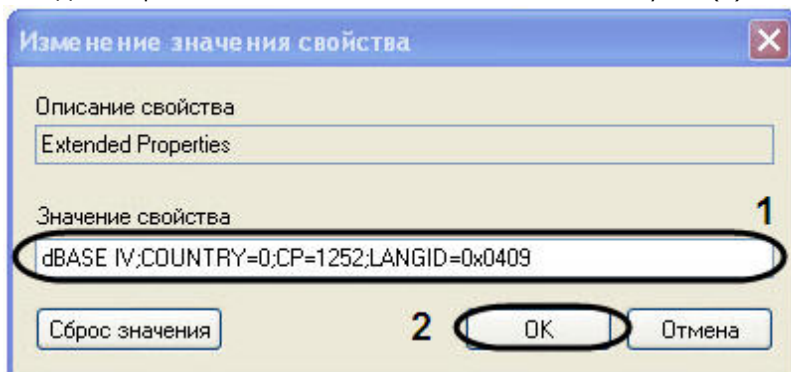 Изменение значения свойства
Описание свойства
Extended Properties
Значение свойства
1
dBASE IV;COUNTRY=0;CP=1252;LANGID=0x0409
Сброс значения
2
OK
Отмена